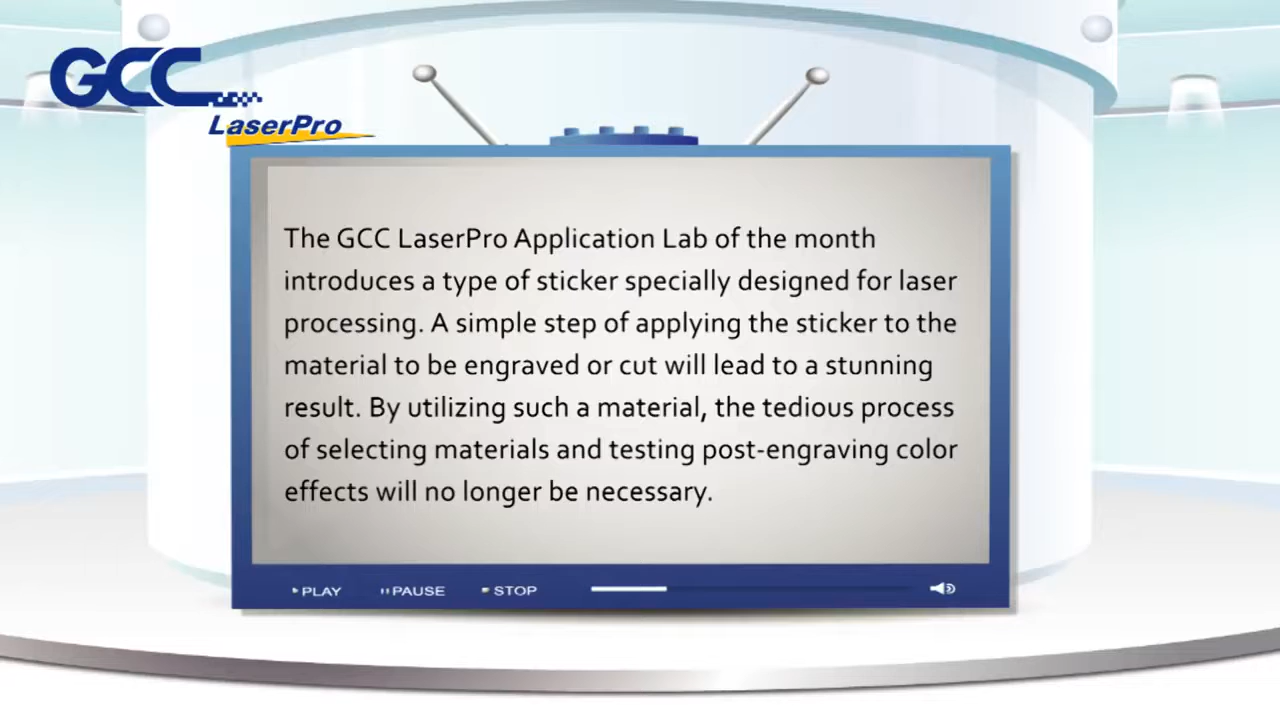 GCC
LaserPro
The GCC LaserPro Application Lab of the month
introduces a type of sticker specially designed for laser
processing. A simple step of applying the sticker to the
material to be engraved or cut will lead to a stunning
result. By utilizing such a material, the tedious process
of selecting materials and testing post-engraving color
effects will no longer be necessary.
PLAY PAUSE STOP